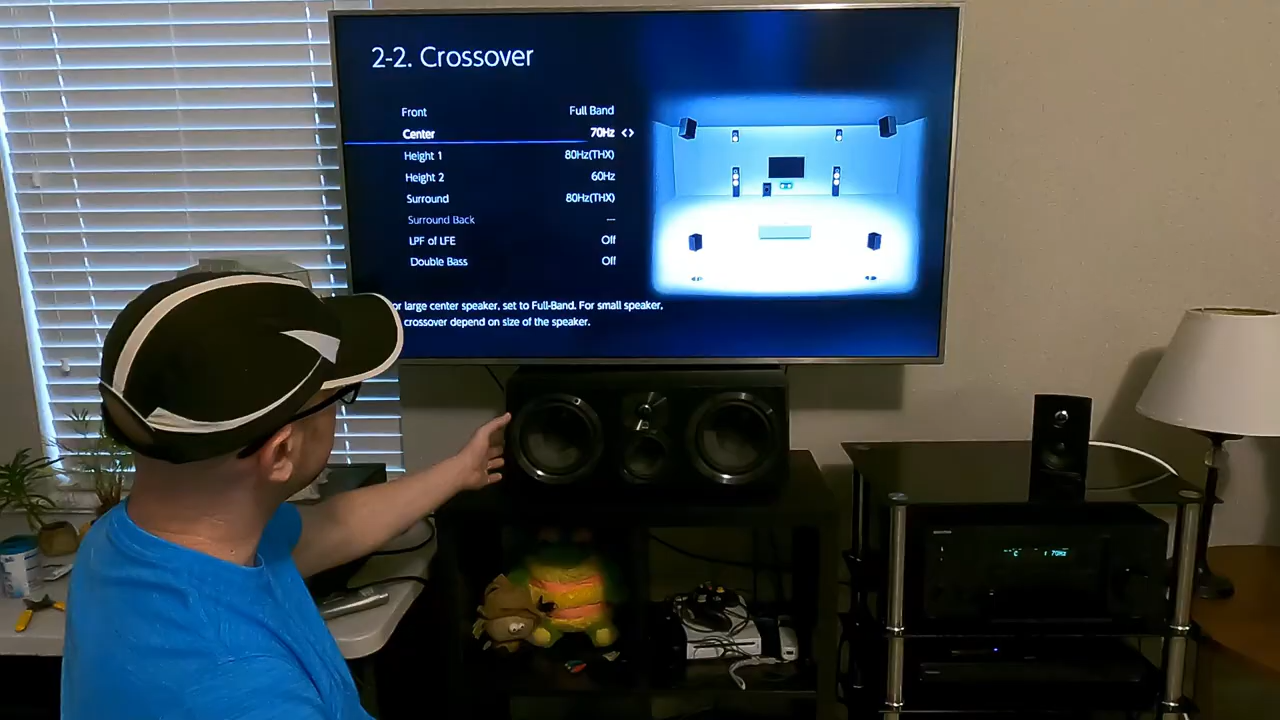 2-2. Crossover
Front Full Band
Center 70Hz <>
Height 1 80Hz(THX)
Height 2 60Hz
Surround 80Hz(THX)
Surround Back ---
LPF of LFE Off
Double Bass Off
or large center speaker, set to Full-Band. For small speaker,
crossover depend on size of the speaker.
70Hz